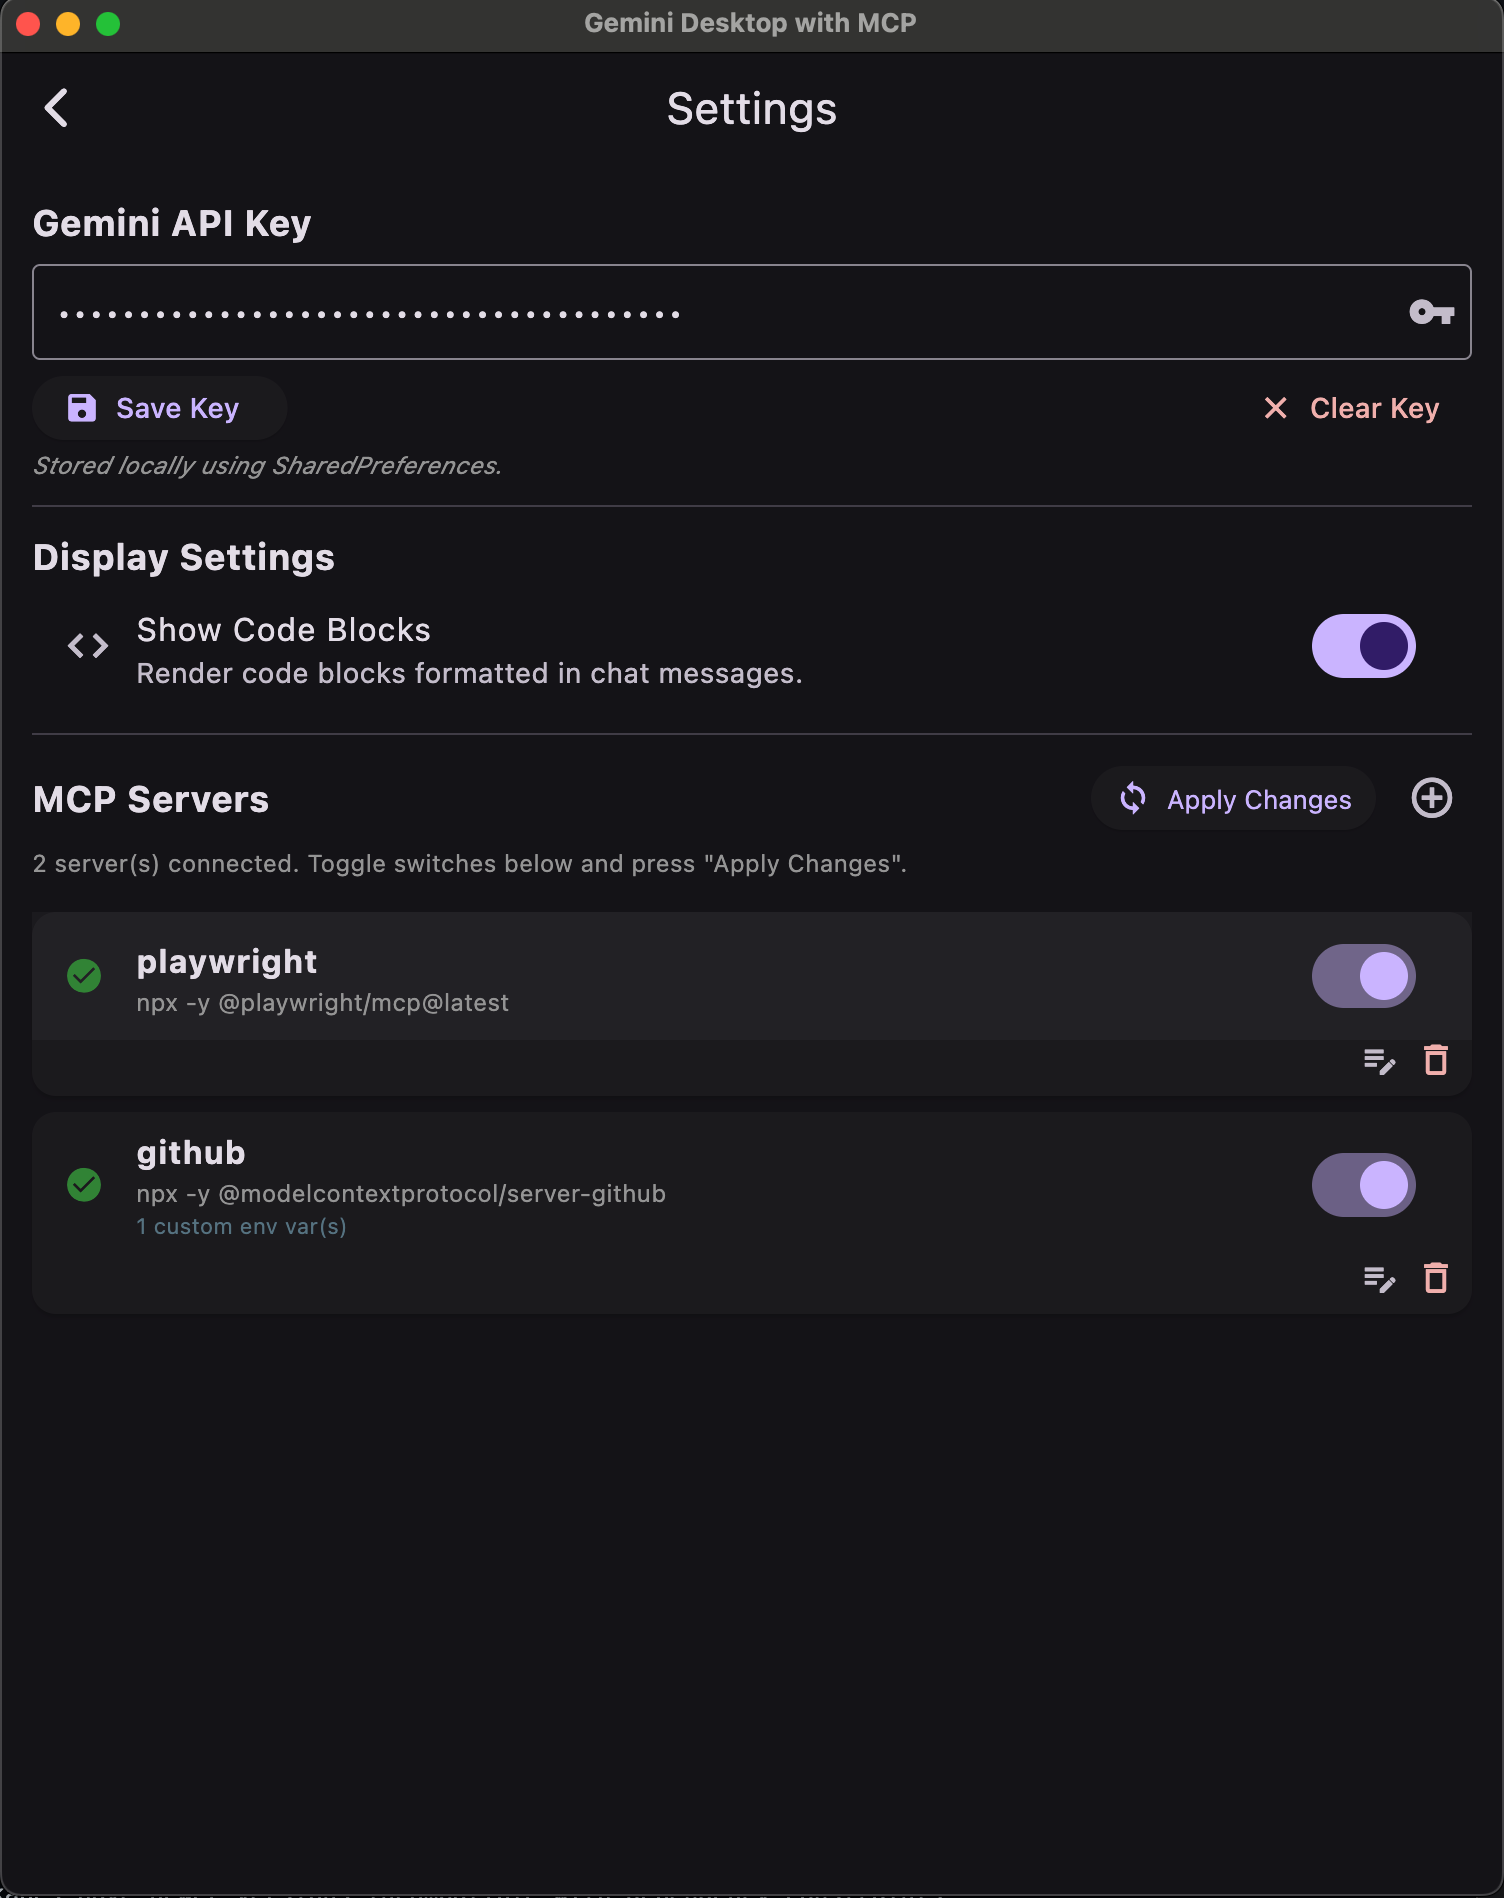 Gemini Desktop with MCP
Settings
Gemini API Key
•••••••••••••••••••••••••••••••••••••••
Save Key
Clear Key
Stored locally using SharedPreferences.
Display Settings
Show Code Blocks
Render code blocks formatted in chat messages.
MCP Servers
Apply Changes
2 server(s) connected. Toggle switches below and press "Apply Changes".
playwright
npx -y @playwright/mcp@latest
github
npx -y @modelcontextprotocol/server-github
1 custom env var(s)